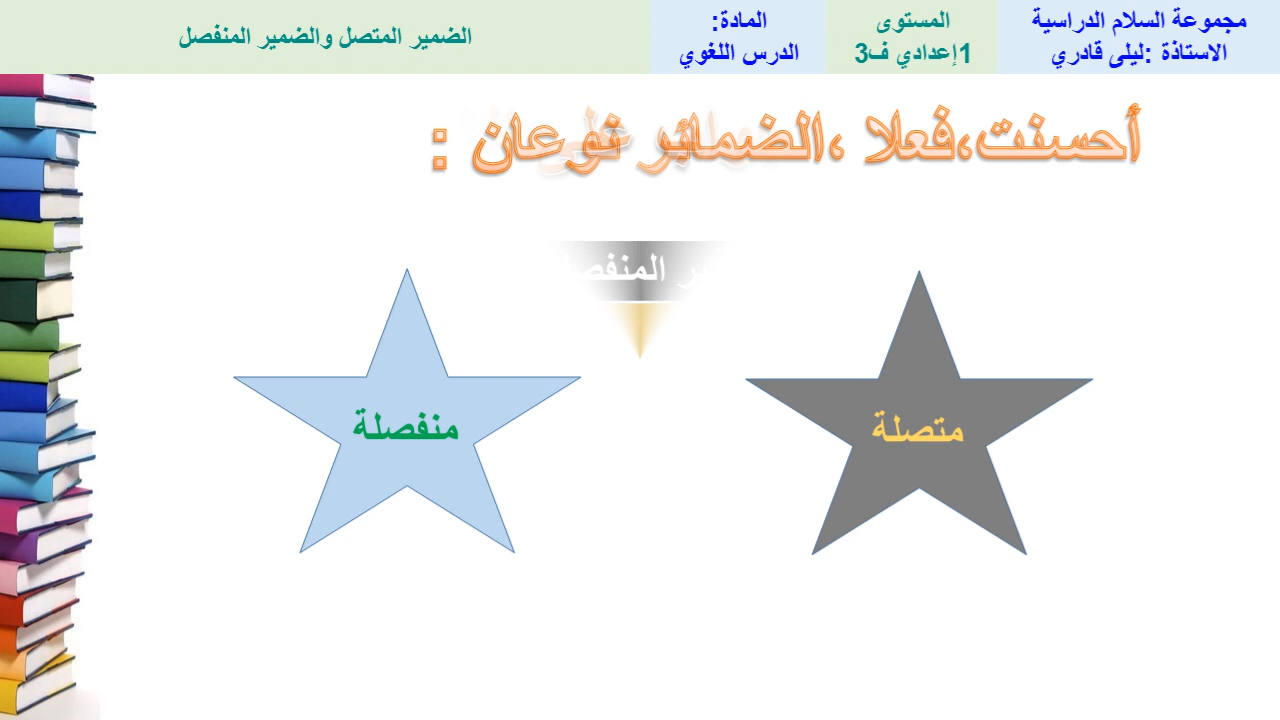 مجموعة السلام الدراسية
الاستاذة :ليلى قادري
المستوى
1إعدادي ف3
المادة:
الدرس اللغوي
الضمير المتصل والضمير المنفصل
أحسنت،فعلا ،الضمائر نوعان :
متصلة
منفصلة